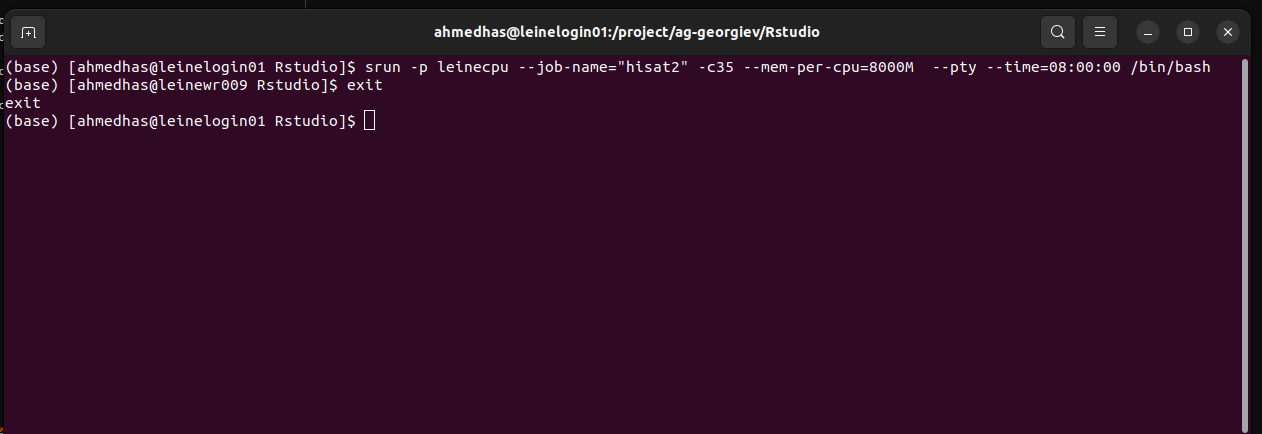 ahmedhas@leinelogin01:/project/ag-georgiev/Rstudio
(base) [ahmedhas@leinelogin01 Rstudio]$ srun -p leinecpu --job-name="hisat2" -c35 --mem-per-cpu=8000M  --pty --time=08:00:00 /bin/bash
(base) [ahmedhas@leinewr009 Rstudio]$ exit
exit
(base) [ahmedhas@leinelogin01 Rstudio]$